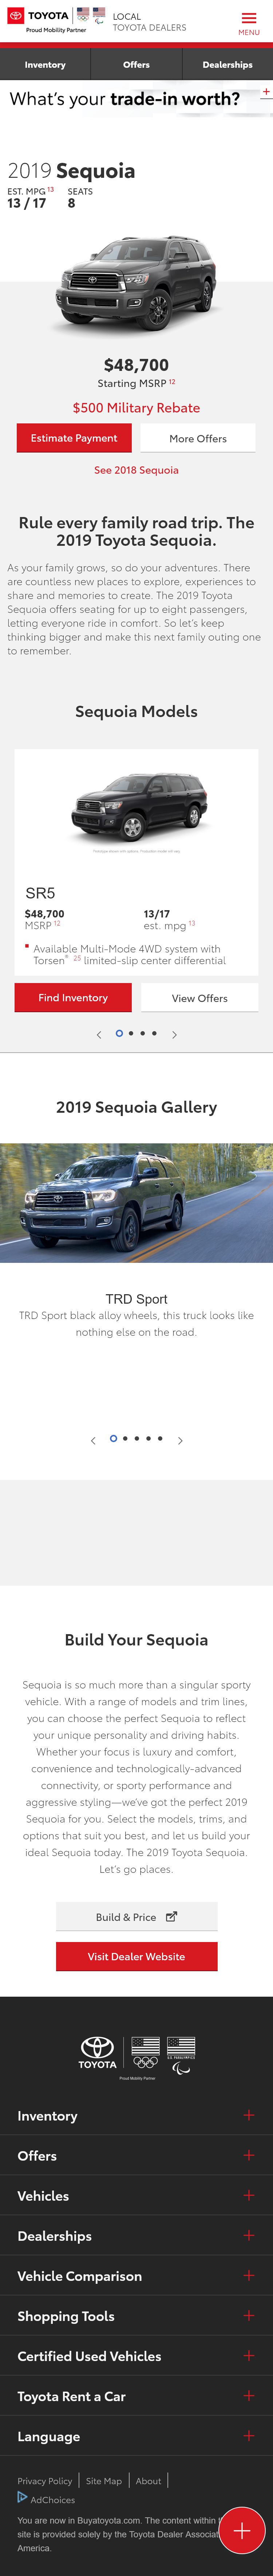 TOYOTA
Proud Mobility Partner
LOCAL
TOYOTA DEALERS
MENU
Inventory
Offers
Dealerships
What's your trade-in worth?
2019 Sequoia
EST. MPG 13
SEATS
13 / 17
8
$48,700
Starting MSRP 12
$500 Military Rebate
Estimate Payment
More Offers
See 2018 Sequoia
Rule every family road trip. The
2019 Toyota Sequoia.
As your family grows, so do your adventures. There
are countless new places to explore, experiences to
share and memories to create. The 2019 Toyota
Sequoia offers seating for up to eight passengers,
letting everyone ride in comfort. So let's keep
thinking bigger and make this next family outing one
to remember.
Sequoia Models
Prototype shown with options. Production model will vary.
SR5
$48,700
13/17
MSRP 12
est. mpg 13
Available Multi-Mode 4WD system with
Torsen® 25 limited-slip center differential
Find Inventory
View Offers
2019 Sequoia Gallery
TRD Sport
TRD Sport black alloy wheels, this truck looks like
nothing else on the road.
Build Your Sequoia
Sequoia is so much more than a singular sporty
vehicle. With a range of models and trim lines,
you can choose the perfect Sequoia to reflect
your unique personality and driving habits.
Whether your focus is luxury and comfort,
convenience and technologically-advanced
connectivity, or sporty performance and
aggressive styling—we've got the perfect 2019
Sequoia for you. Select the models, trims, and
options that suit you best, and let us build your
ideal Sequoia today. The 2019 Toyota Sequoia.
Let's go places.
Build & Price
Visit Dealer Website
TOYOTA
U.S. PARALYMPICS
Proud Mobility Partner
Inventory
Offers
Vehicles
Dealerships
Vehicle Comparison
Shopping Tools
Certified Used Vehicles
Toyota Rent a Car
Language
Privacy Policy
Site Map
About
AdChoices
You are now in Buyatoyota.com. The content within
site is provided solely by the Toyota Dealer Associat
America.